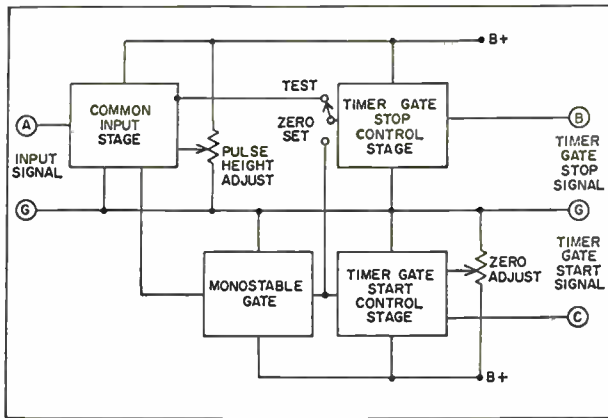 B+
TEST
COMMON
INPUT
STAGE
TIMER GATE
STOP
CONTROL
STAGE
A
B
ZERO
SET
INPUT
SIGNAL
PULSE
HEIGHT
ADJUST
TIMER
GATE
STOP
SIGNAL
G
G
MONOSTABLE
GATE
TIMER GATE
START
CONTROL
STAGE
ZERO
ADJUST
TIMER
GATE
START
SIGNAL
C
B+